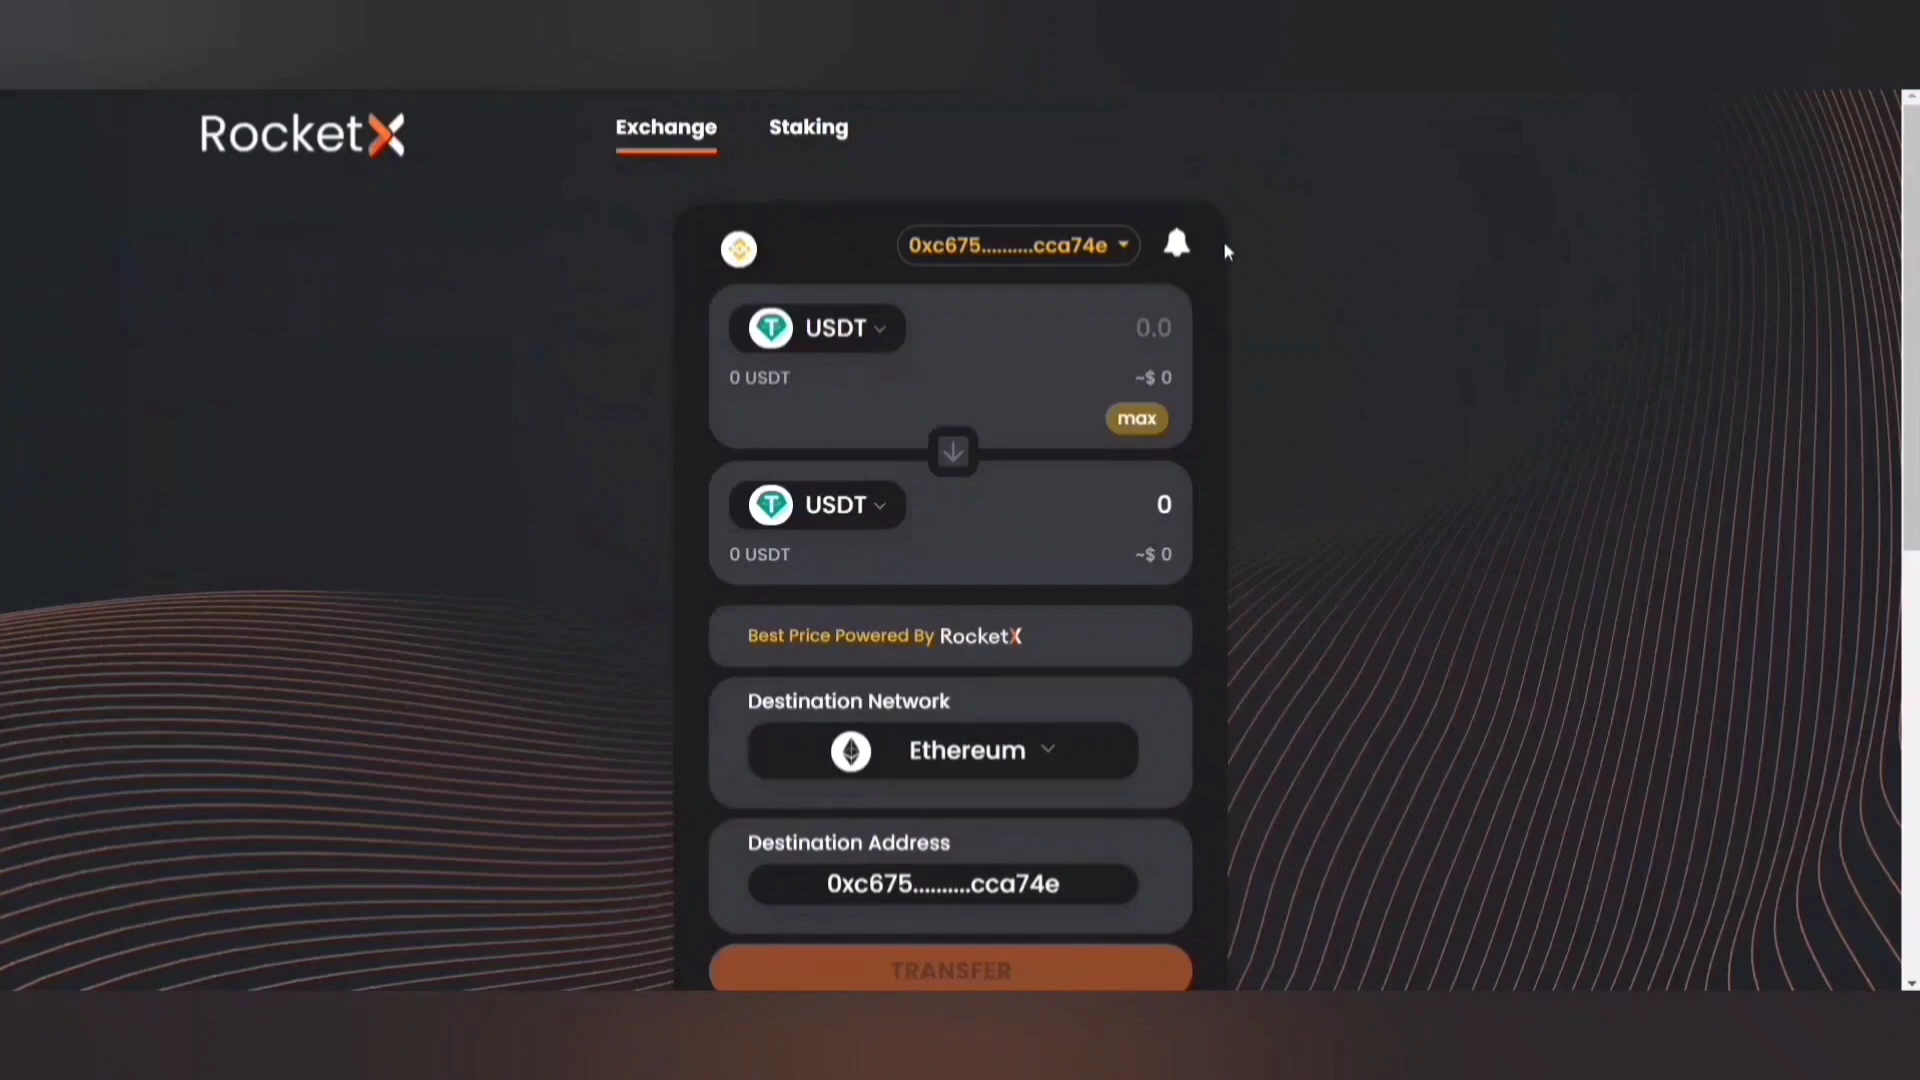 RocketX
Exchange
Staking
0xc675..........cca74e
USDT
0.0
0 USDT
~$ 0
max
USDT
0
0 USDT
~$ 0
Best Price Powered By RocketX
Destination Network
Ethereum
Destination Address
0xc675..........cca74e
TRANSFER